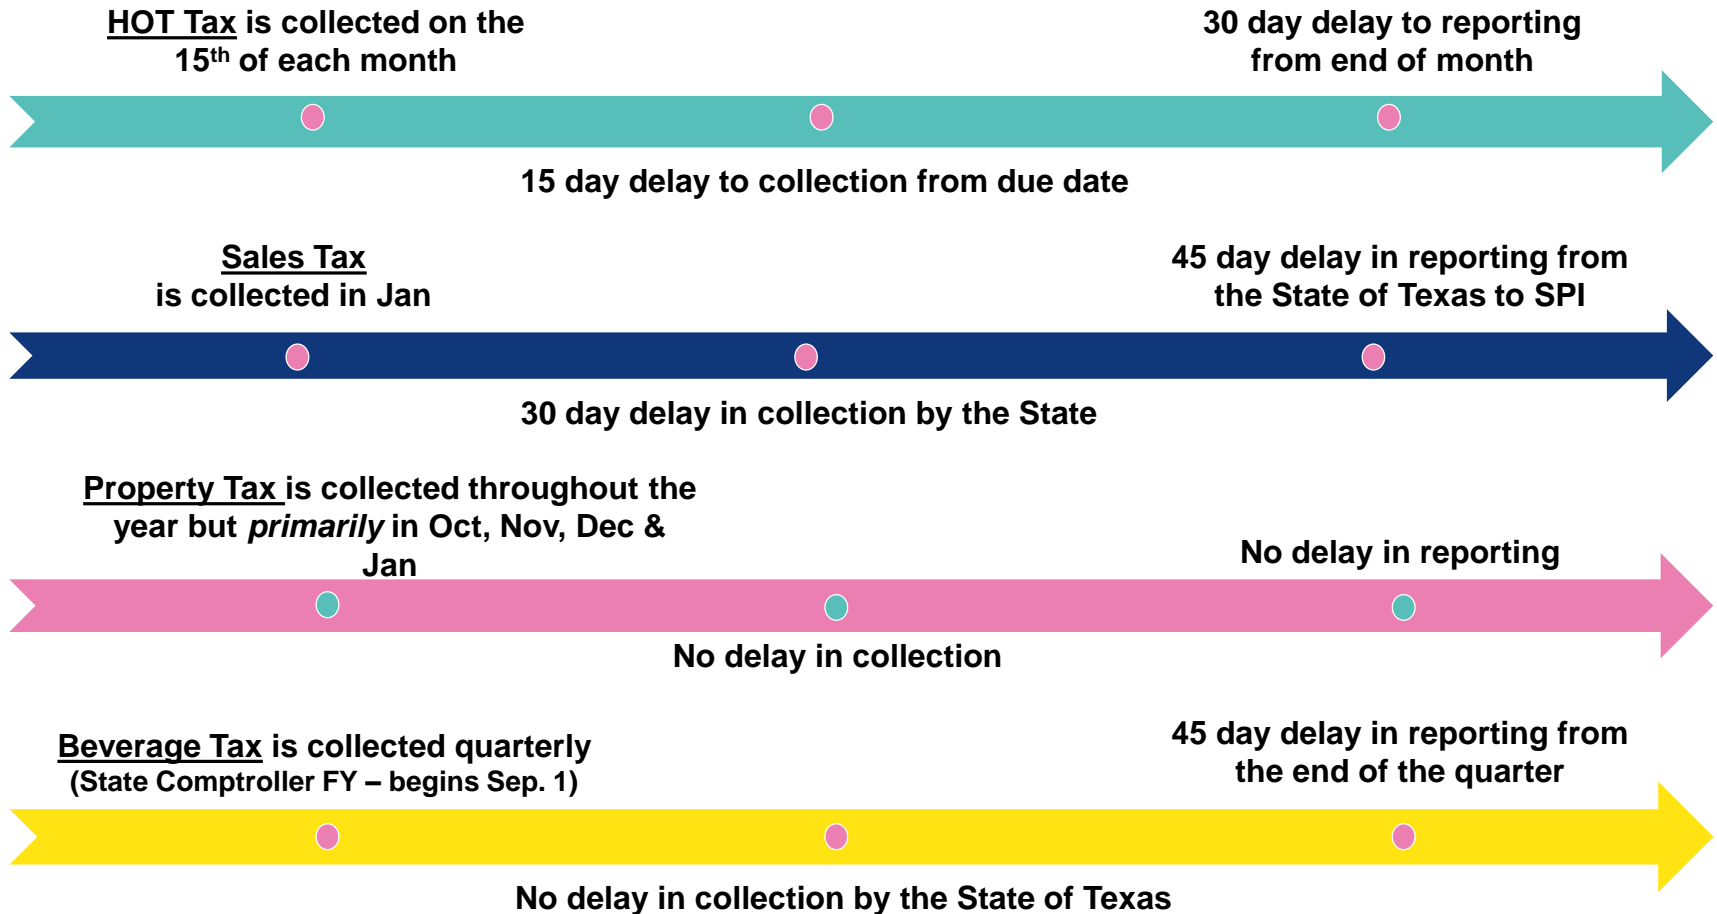 HOT Tax is collected on the
15th of each month
30 day delay to reporting
from end of month
15 day delay to collection from due date
Sales Tax
is collected in Jan
45 day delay in reporting from
the State of Texas to SPI
30 day delay in collection by the State
Property Tax is collected throughout the
year but primarily in Oct, Nov, Dec &
Jan
No delay in reporting
No delay in collection
Beverage Tax is collected quarterly
(State Comptroller FY – begins Sep. 1)
45 day delay in reporting from
the end of the quarter
No delay in collection by the State of Texas